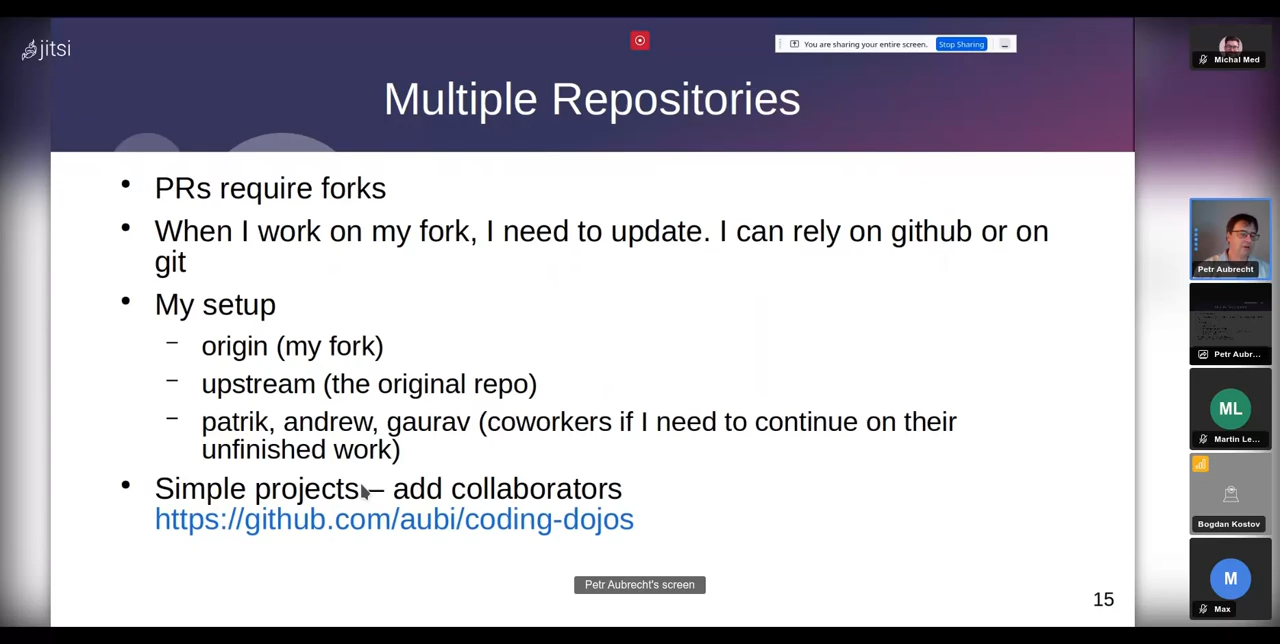 jitsi
You are sharing your entire screen. Stop Sharing
Multiple Repositories
PRs require forks
When I work on my fork, I need to update. I can rely on github or on
git
My setup
origin (my fork)
upstream (the original repo)
patrik, andrew, gaurav (coworkers if I need to continue on their
unfinished work)
Simple projects – add collaborators
https://github.com/aubi/coding-dojos
15
Petr Aubrecht's screen
Michal Med
Petr Aubrecht
Petr Aubr...
ML
Martin Le...
Bogdan Kostov
M
Max